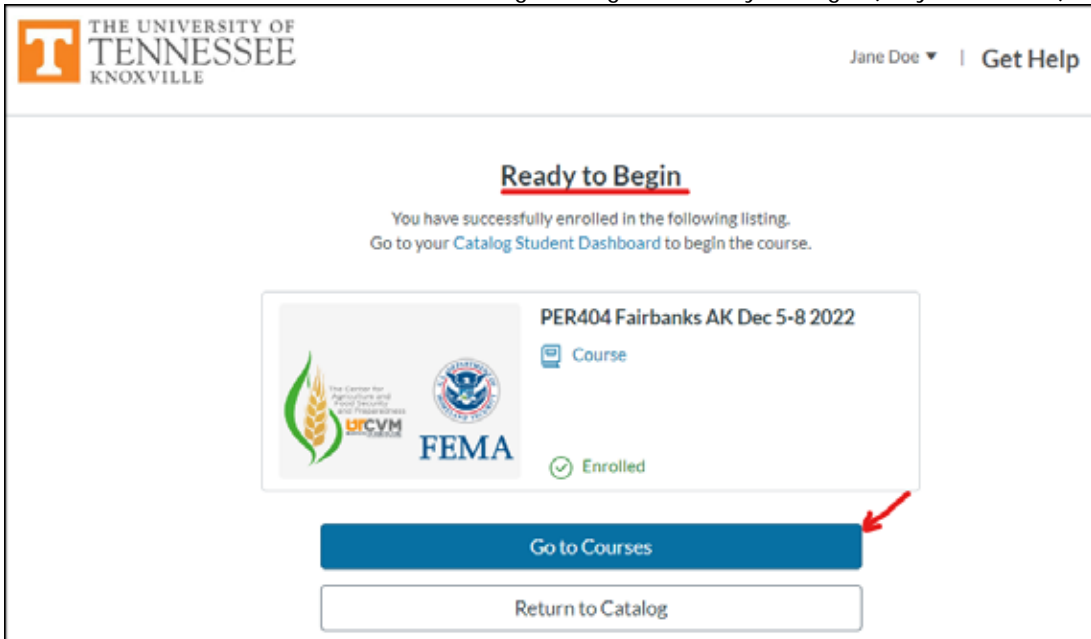 THE UNIVERSITY OF
TENNESSEE
KNOXVILLE
Jane Doe ▼ | Get Help
Ready to Begin
You have successfully enrolled in the following listing.
Go to your Catalog Student Dashboard to begin the course.
PER404 Fairbanks AK Dec 5-8 2022
Course
The Center for
Agriculture and
Food Security
and Preparedness
UTCVM
FEMA
Enrolled
Go to Courses
Return to Catalog